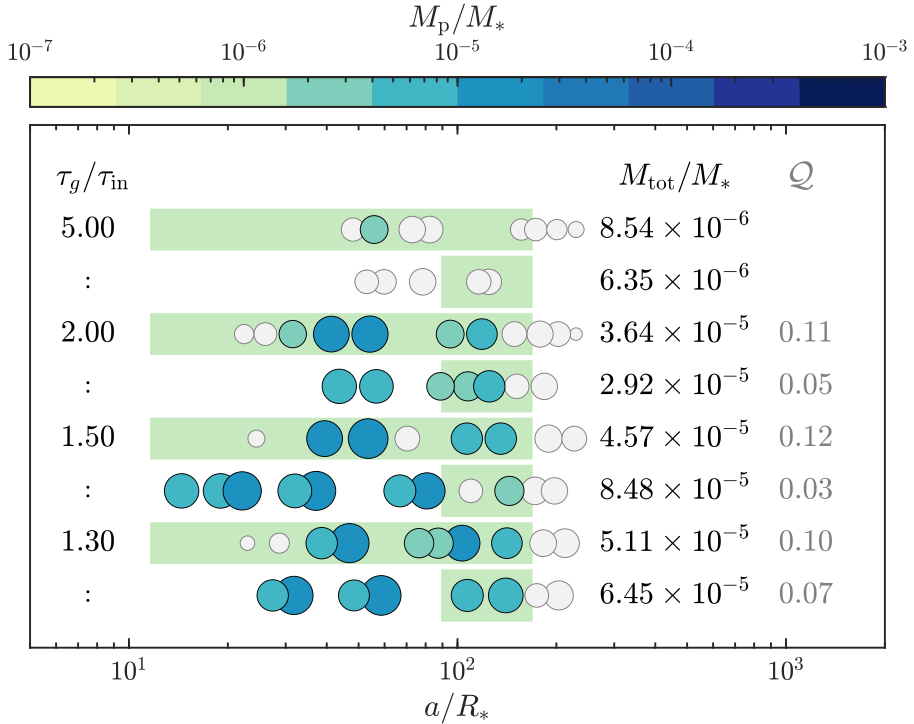 M_p/M_*
10^{-7} 10^{-6} 10^{-5} 10^{-4} 10^{-3}
τ_g/τ_in M_tot/M_* 𝒬
5.00 8.54 × 10^{-6}
: 6.35 × 10^{-6}
2.00 3.64 × 10^{-5} 0.11
: 2.92 × 10^{-5} 0.05
1.50 4.57 × 10^{-5} 0.12
: 8.48 × 10^{-5} 0.03
1.30 5.11 × 10^{-5} 0.10
: 6.45 × 10^{-5} 0.07
10^1 10^2 10^3
a/R_*